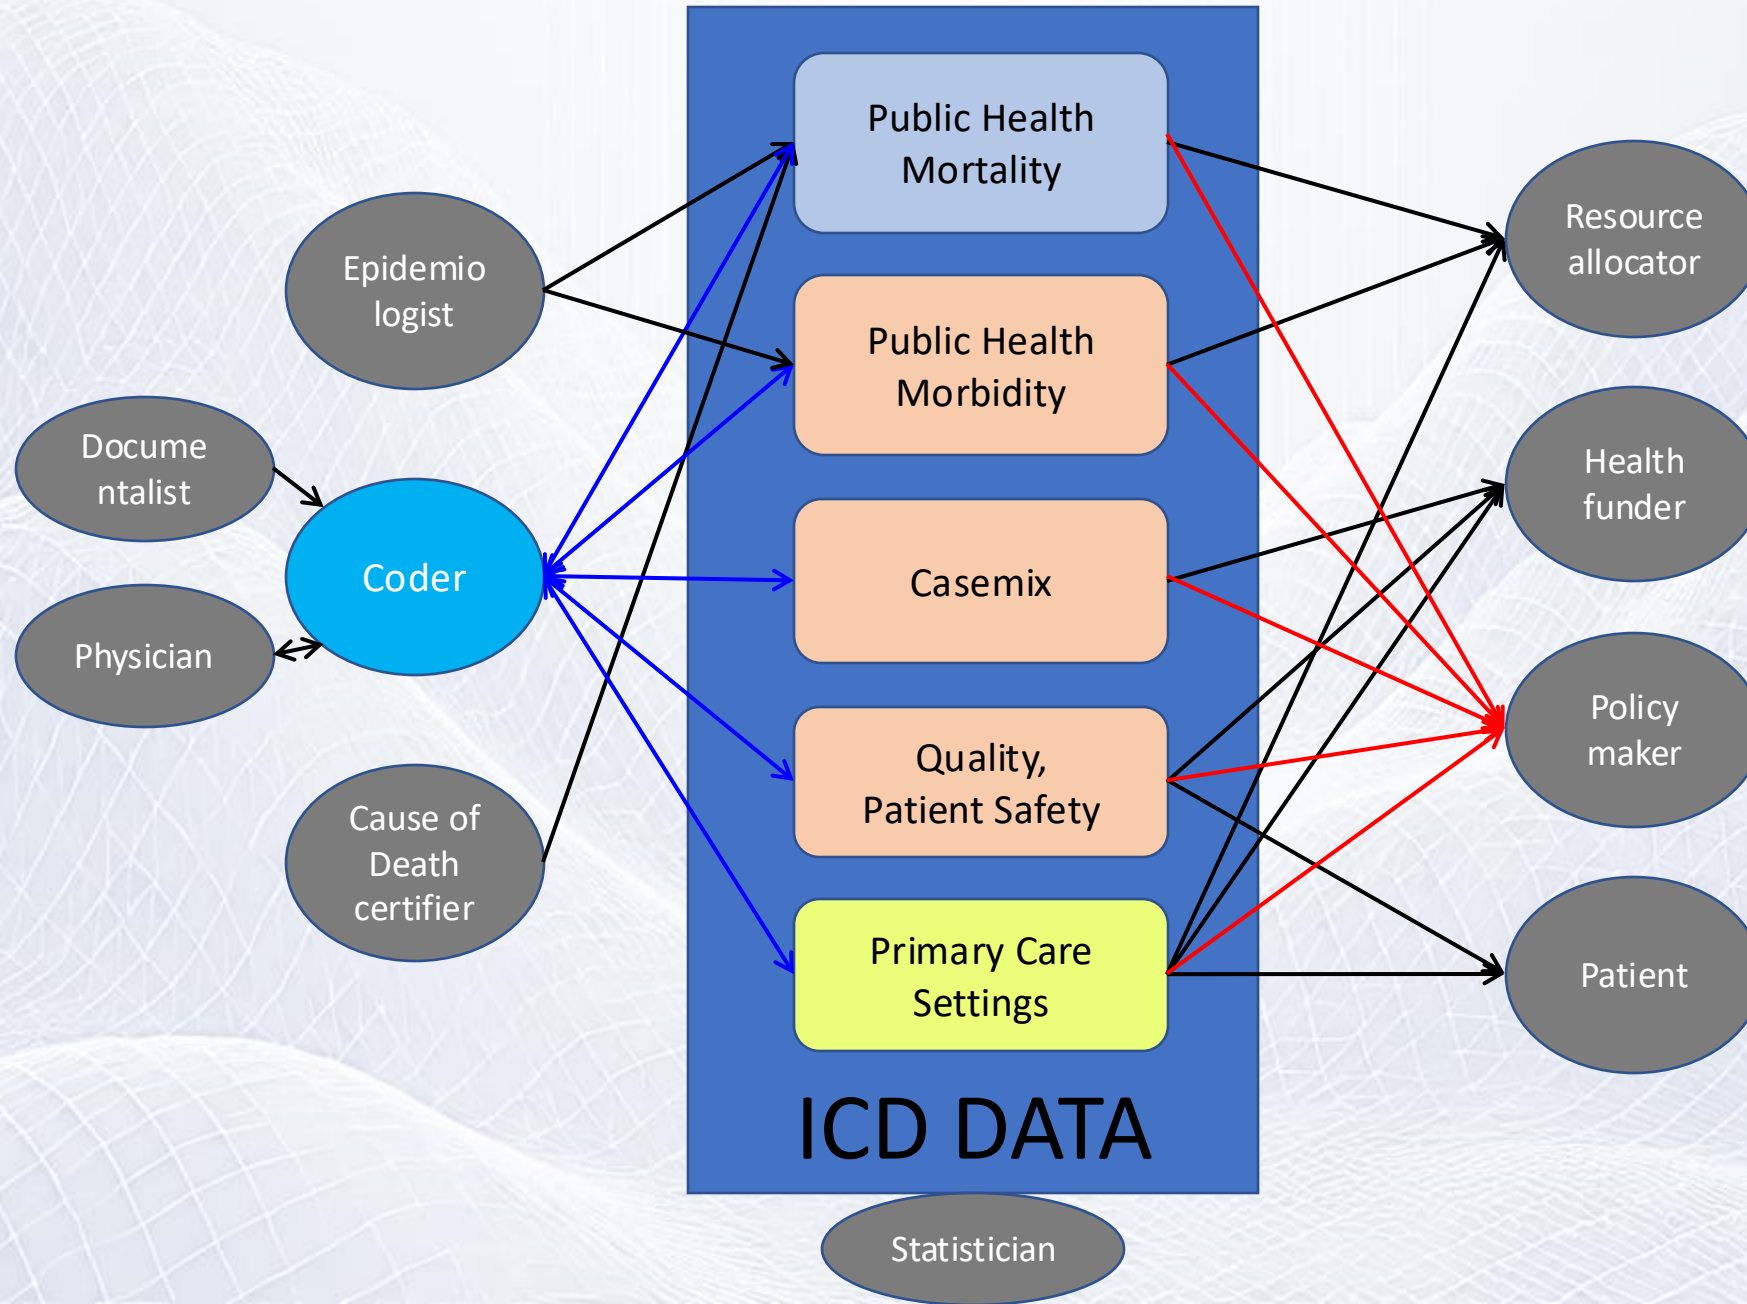 Public Health
Mortality
Public Health
Morbidity
Casemix
Quality,
Patient Safety
Primary Care
Settings
ICD DATA
Epidemio
logist
Docume
ntalist
Coder
Physician
Cause of
Death
certifier
Resource
allocator
Health
funder
Policy
maker
Patient
Statistician